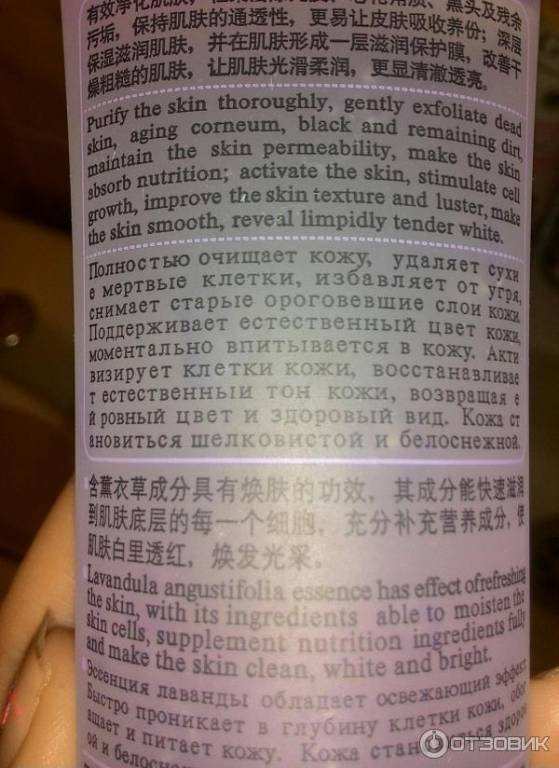 有效净化肌肤，
老化角质、黑头及残余
污垢，保持肌肤的通透性，更易让皮肤吸收养份；深层
保湿滋润肌肤，并在肌肤形成一层滋润保护膜，改善干
燥粗糙的肌肤，让肌肤光滑柔润，更显清澈透亮。
Purify the skin thoroughly, gently exfoliate dead
skin, aging corneum, black and remaining dirt,
maintain the skin permeability, make the skin
absorb nutrition; activate the skin, stimulate cell
growth, improve the skin texture and luster, make
the skin smooth, reveal limpidly tender white.
Полностью очищает кожу, удаляет сухи
е мертвые клетки, избавляет от угря,
снимает старые ороговевшие слои кожи.
Поддерживает естественный цвет кожи,
моментально впитывается в кожу. Акти
визирует клетки кожи, восстанавливае
т естественныи тон кожи, возвращая е
й ровный цвет и здоровый вид. Кожа ст
ановиться шелковистой и белоснежной.
含薰衣草成分具有焕肤的功效，其成分能快速滋润
到肌肤底层的每一个细胞，充分补充营养成分，使
肌肤白里透红，焕发光采。
Lavandula angustifolia essence has effect of refreshing
the skin, with its ingredients able to moisten the
skin cells, supplement nutrition ingredients fully
and make the skin clean, white and bright.
Эссенция лаванды обладает освежающий эффект
Быстро проникает в глубину клетки кожи, обог
ащает и питает кожу. Кожа становиться здоров
ой и белосне
ОТЗОВИК